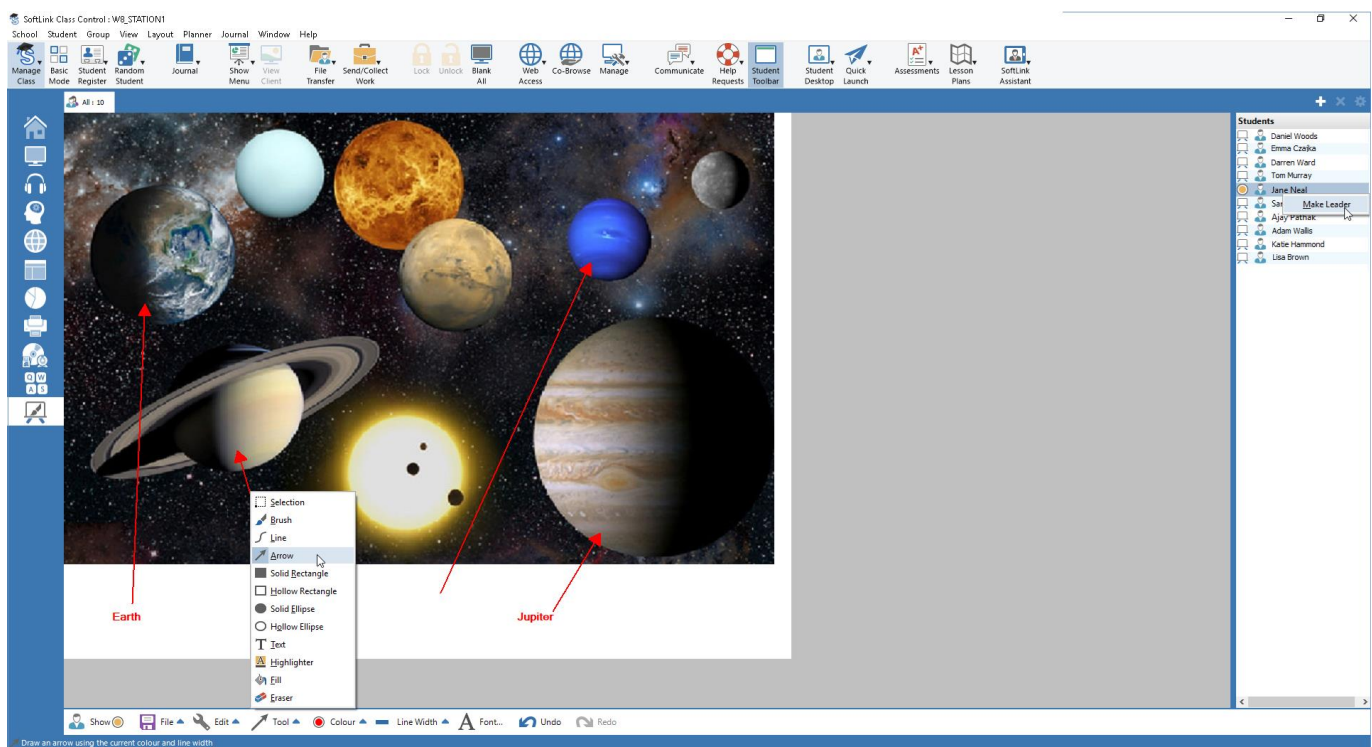 SoftLink Class Control : W8_STATION1
School Student Group View Layout Planner Journal Window Help
Manage Class
Basic Mode
Student Register
Random Student
Journal
Show Menu
View Client
File Transfer
Send/Collect Work
Lock
Unlock
Blank All
Web Access
Co-Browse
Manage
Communicate
Help Requests
Student Toolbar
Student Desktop
Quick Launch
Assessments
Lesson Plans
SoftLink Assistant
All : 10
Students
Daniel Woods
Emma Czajka
Darren Ward
Tom Murray
Jane Neal
Make Leader
Ajay Pathak
Adam Wallis
Katie Hammond
Lisa Brown
Q W
A S
Selection
Brush
Line
Arrow
Solid Rectangle
Hollow Rectangle
Solid Ellipse
Hollow Ellipse
Text
Highlighter
Fill
Eraser
Earth
Jupiter
Show File Edit Tool Colour Line Width Font... Undo Redo
Draw an arrow using the current colour and line width